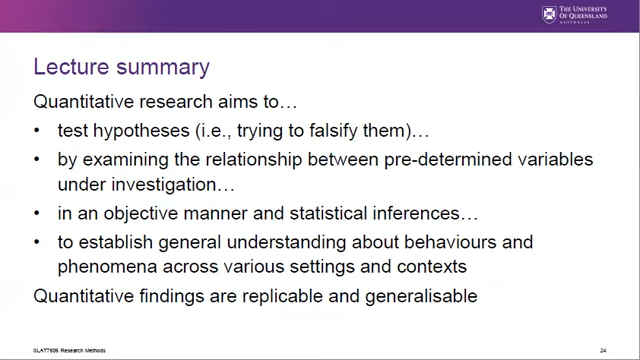 THE UNIVERSITY
OF QUEENSLAND
AUSTRALIA
Lecture summary
Quantitative research aims to…
• test hypotheses (i.e., trying to falsify them)…
• by examining the relationship between pre-determined variables
under investigation…
• in an objective manner and statistical inferences…
• to establish general understanding about behaviours and
phenomena across various settings and contexts
Quantitative findings are replicable and generalisable
SLAT7806 Research Methods
24